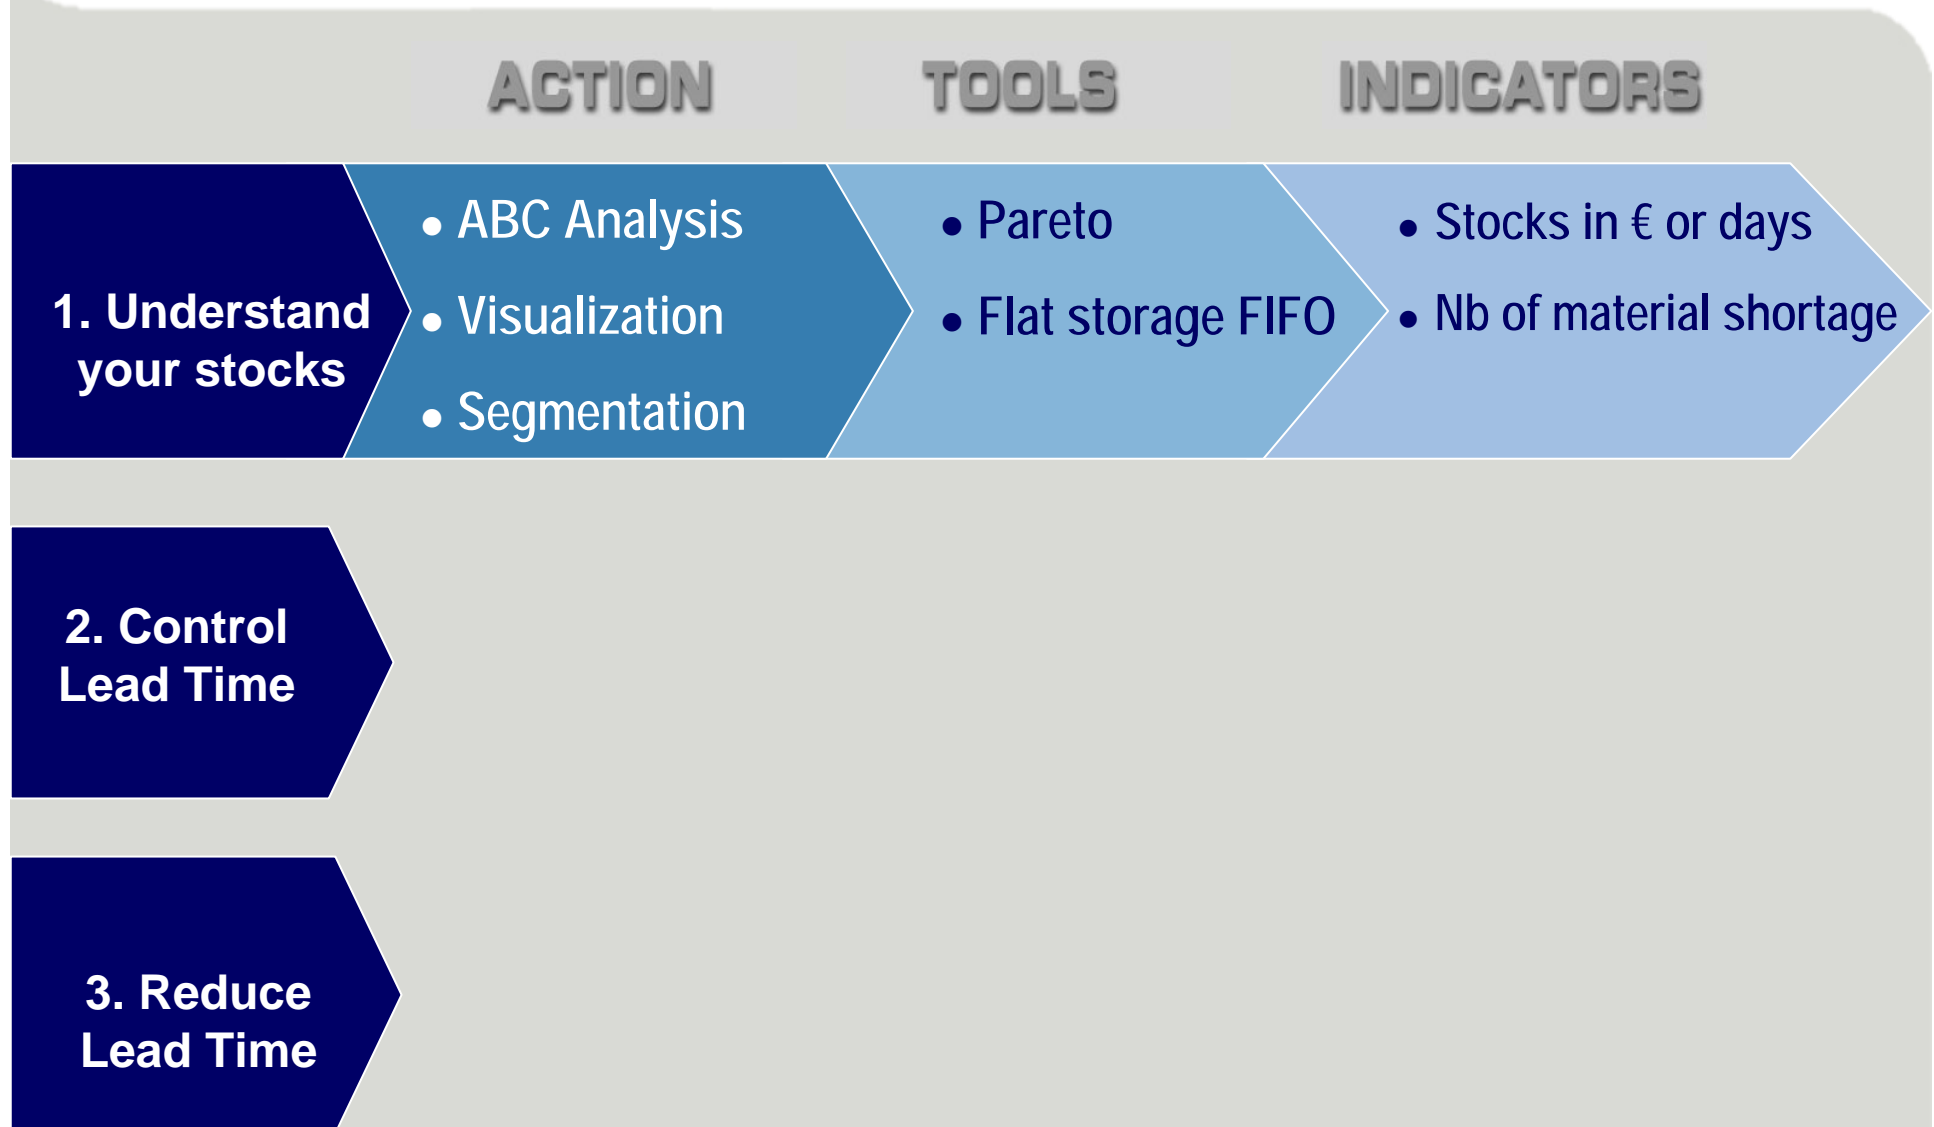 ACTION TOOLS INDICATORS
1. Understand
your stocks
● ABC Analysis
● Visualization
● Segmentation
● Pareto
● Flat storage FIFO
● Stocks in € or days
● Nb of material shortage
2. Control
Lead Time
3. Reduce
Lead Time